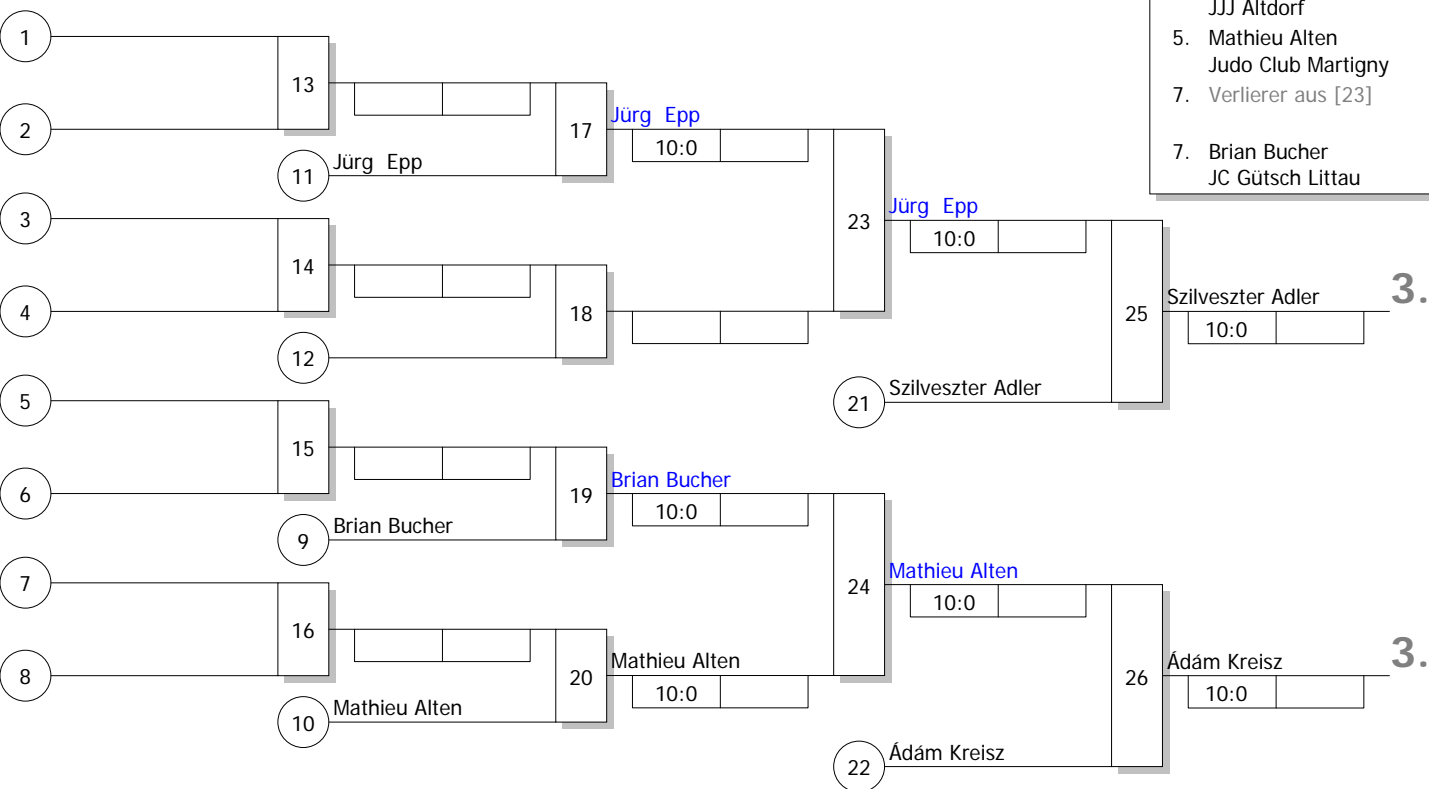 JJJ Altdorf
5. Mathieu Alten
Judo Club Martigny
7. Verlierer aus [23]
7. Brian Bucher
JC Gütsch Littau
1
13
2
17
Jürg Epp
10:0
11
Jürg Epp
3
14
4
18
12
23
Jürg Epp
10:0
25
Szilveszter Adler
10:0
3.
21
Szilveszter Adler
5
15
6
19
Brian Bucher
10:0
9
Brian Bucher
7
16
8
20
Mathieu Alten
10:0
10
Mathieu Alten
24
Mathieu Alten
10:0
26
Ádám Kreisz
10:0
3.
22
Ádám Kreisz